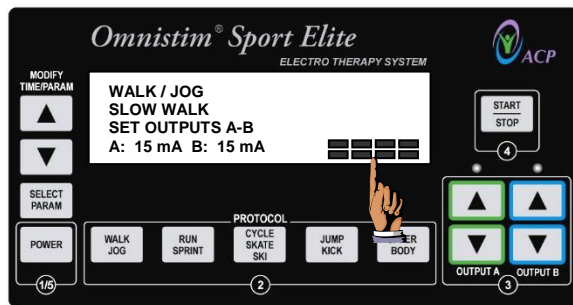 Omnistim® Sport Elite
ELECTRO THERAPY SYSTEM
ACP
MODIFY
TIME/PARAM
WALK / JOG
SLOW WALK
SET OUTPUTS A-B
A: 15 mA B: 15 mA
START
STOP
4
SELECT
PARAM
POWER
1/5
PROTOCOL
WALK
JOG
RUN
SPRINT
CYCLE
SKATE
SKI
JUMP
KICK
ER
BODY
2
OUTPUT A
OUTPUT B
3